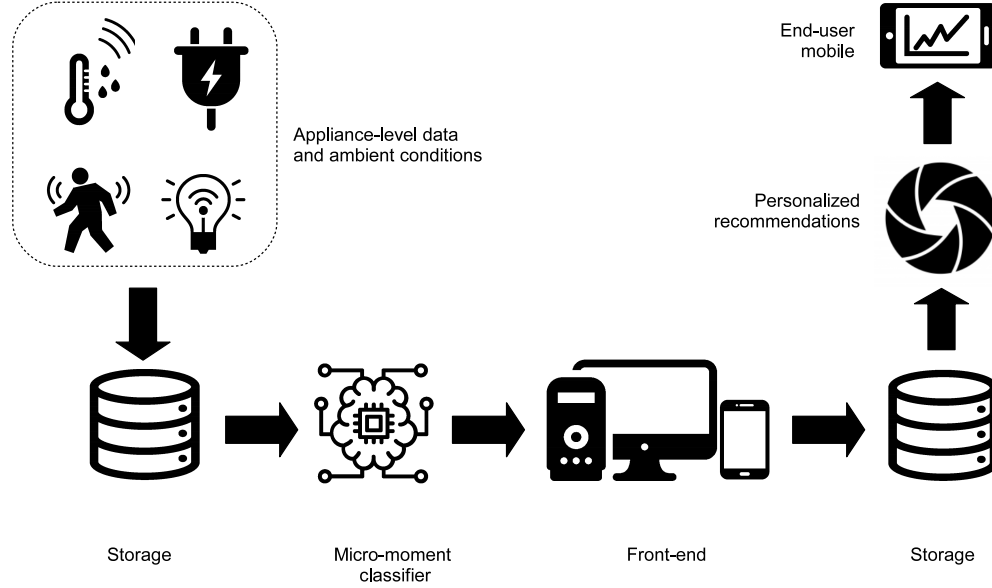 End-user
mobile
Appliance-level data
and ambient conditions
Personalized
recommendations
Storage
Micro-moment
classifier
Front-end
Storage